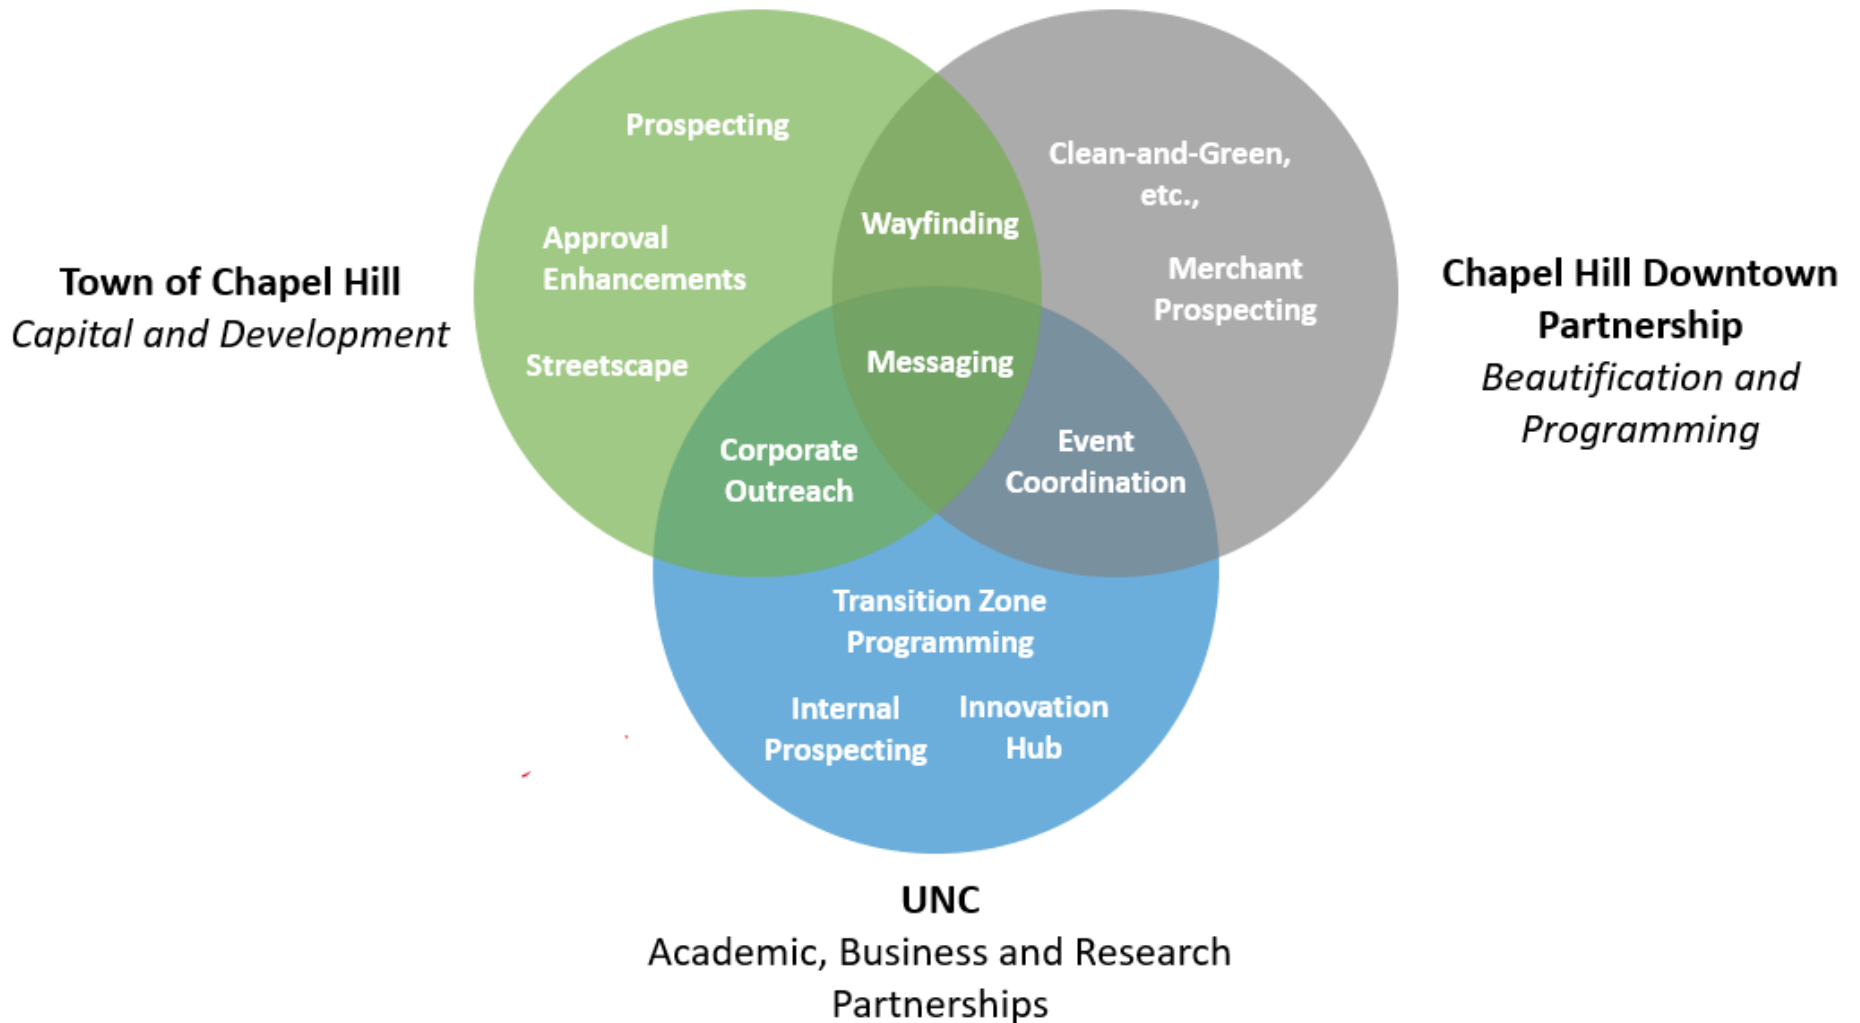 Prospecting
Clean-and-Green,
etc.,
Wayfinding
Approval
Enhancements
Merchant
Prospecting
Town of Chapel Hill
Capital and Development
Chapel Hill Downtown
Partnership
Beautification and
Programming
Streetscape
Messaging
Corporate
Outreach
Event
Coordination
Transition Zone
Programming
Internal
Prospecting
Innovation
Hub
UNC
Academic, Business and Research
Partnerships